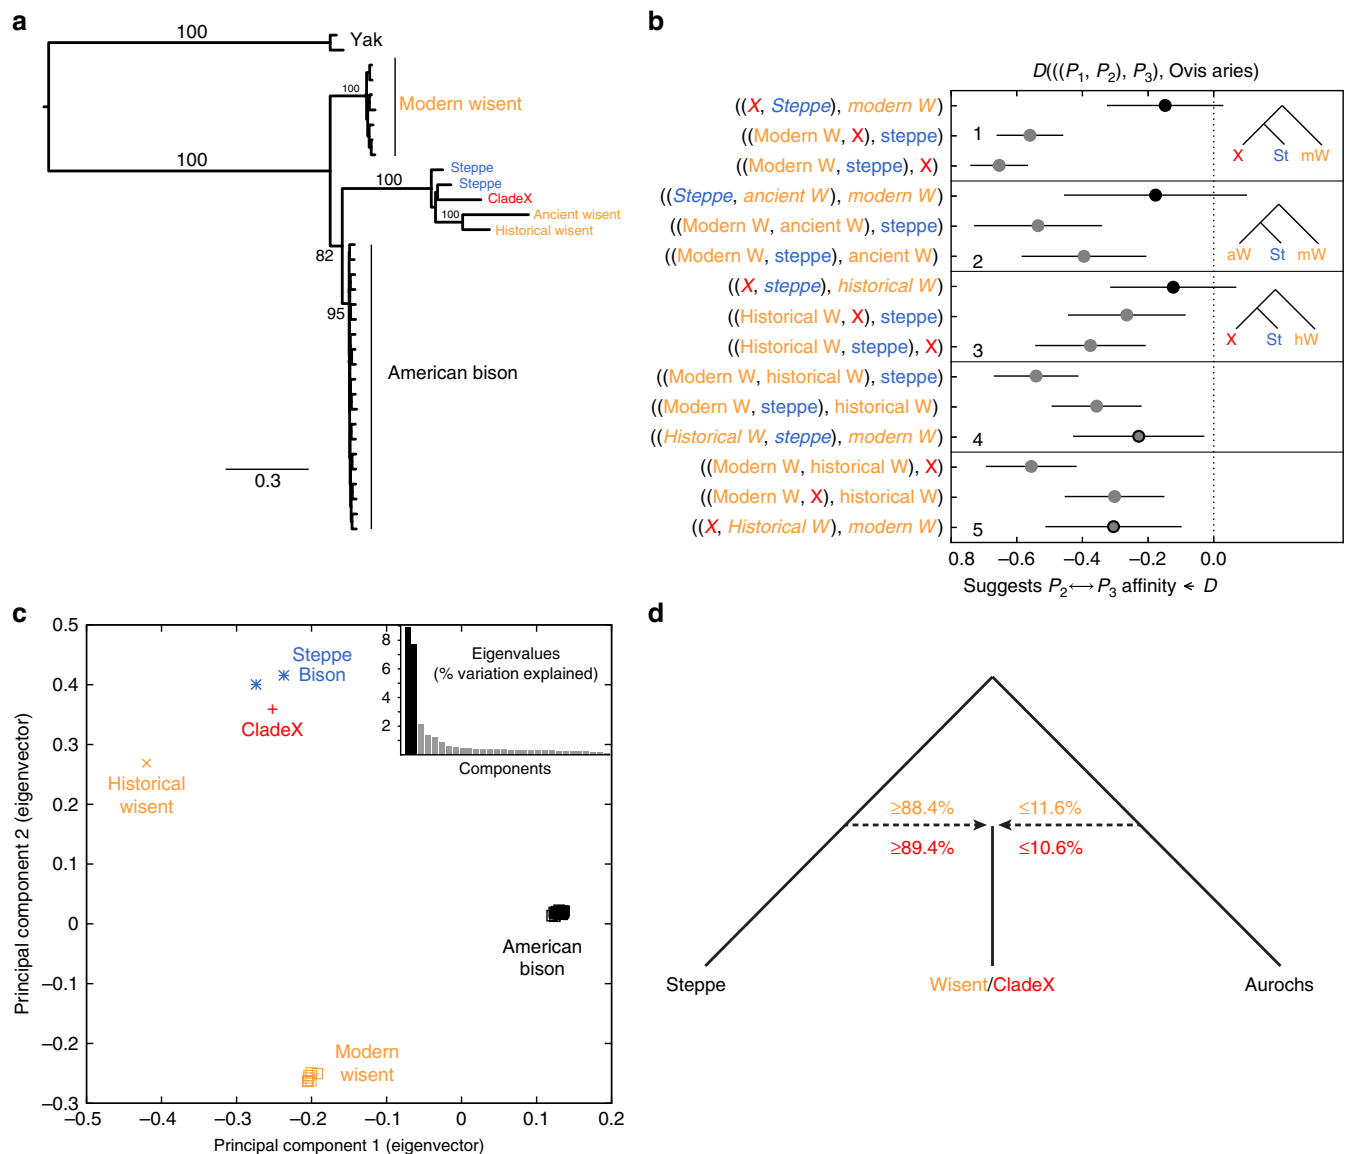 a
100
Yak
100
Modern wisent
100
Steppe
Steppe
CladeX
100
100
Ancient wisent
Historical wisent
82
95
American bison
0.3
b
D(((P1, P2), P3), Ovis aries)
((X, Steppe), modern W)
((Modern W, X), steppe)
((Modern W, steppe), X)
1
X St mW
((Steppe, ancient W), modern W)
((Modern W, ancient W), steppe)
((Modern W, steppe), ancient W)
2
aW St mW
((X, steppe), historical W)
((Historical W, X), steppe)
((Historical W, steppe), X)
3
X St hW
((Modern W, historical W), steppe)
((Modern W, steppe), historical W)
((Historical W, steppe), modern W)
4
((Modern W, historical W), X)
((Modern W, X), historical W)
((X, Historical W), modern W)
5
0.8 −0.6 −0.4 −0.2 0.0
Suggests P2⟷P3 affinity < D
c
0.5
0.4
0.3
0.2
0.1
0
−0.1
−0.2
−0.3
Principal component 2 (eigenvector)
Steppe
Bison
CladeX
Historical
wisent
8
6
4
2
Eigenvalues
(% variation explained)
Components
American
bison
Modern
wisent
−0.5 −0.4 −0.3 −0.2 −0.1 0 0.1 0.2
Principal component 1 (eigenvector)
d
≥88.4% ≤11.6%
≥89.4% ≤10.6%
Steppe Wisent/CladeX Aurochs